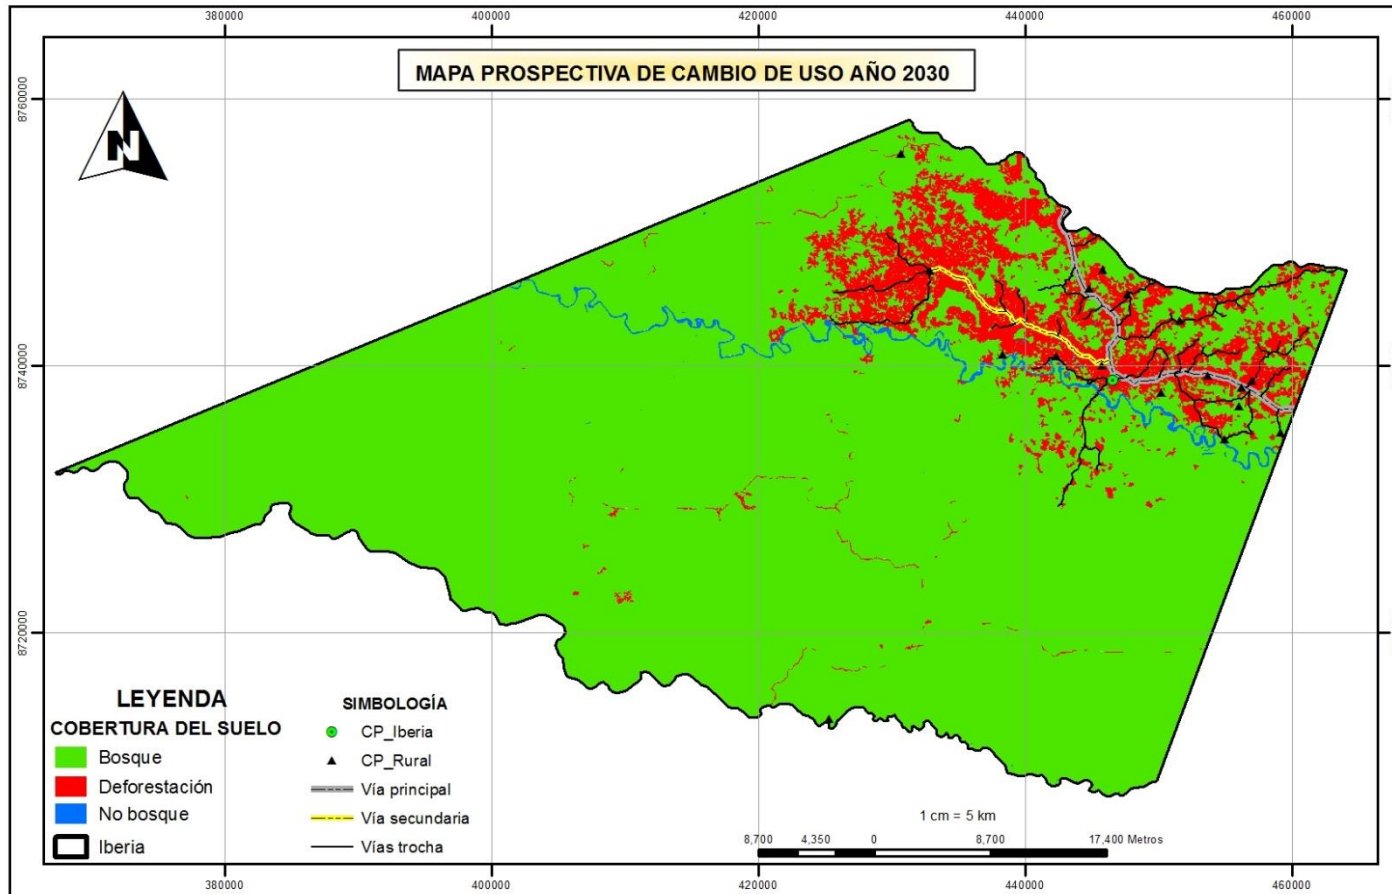 380000 400000 420000 440000 460000
MAPA PROSPECTIVA DE CAMBIO DE USO AÑO 2030
8760000
N
8740000
8720000
LEYENDA
COBERTURA DEL SUELO
Bosque
Deforestación
No bosque
Iberia
SIMBOLOGÍA
CP_Iberia
CP_Rural
Vía principal
Vía secundaria
Vías trocha
1 cm = 5 km
8,700 4,350 0 8,700 17,400 Metros
380000 400000 420000 440000 460000